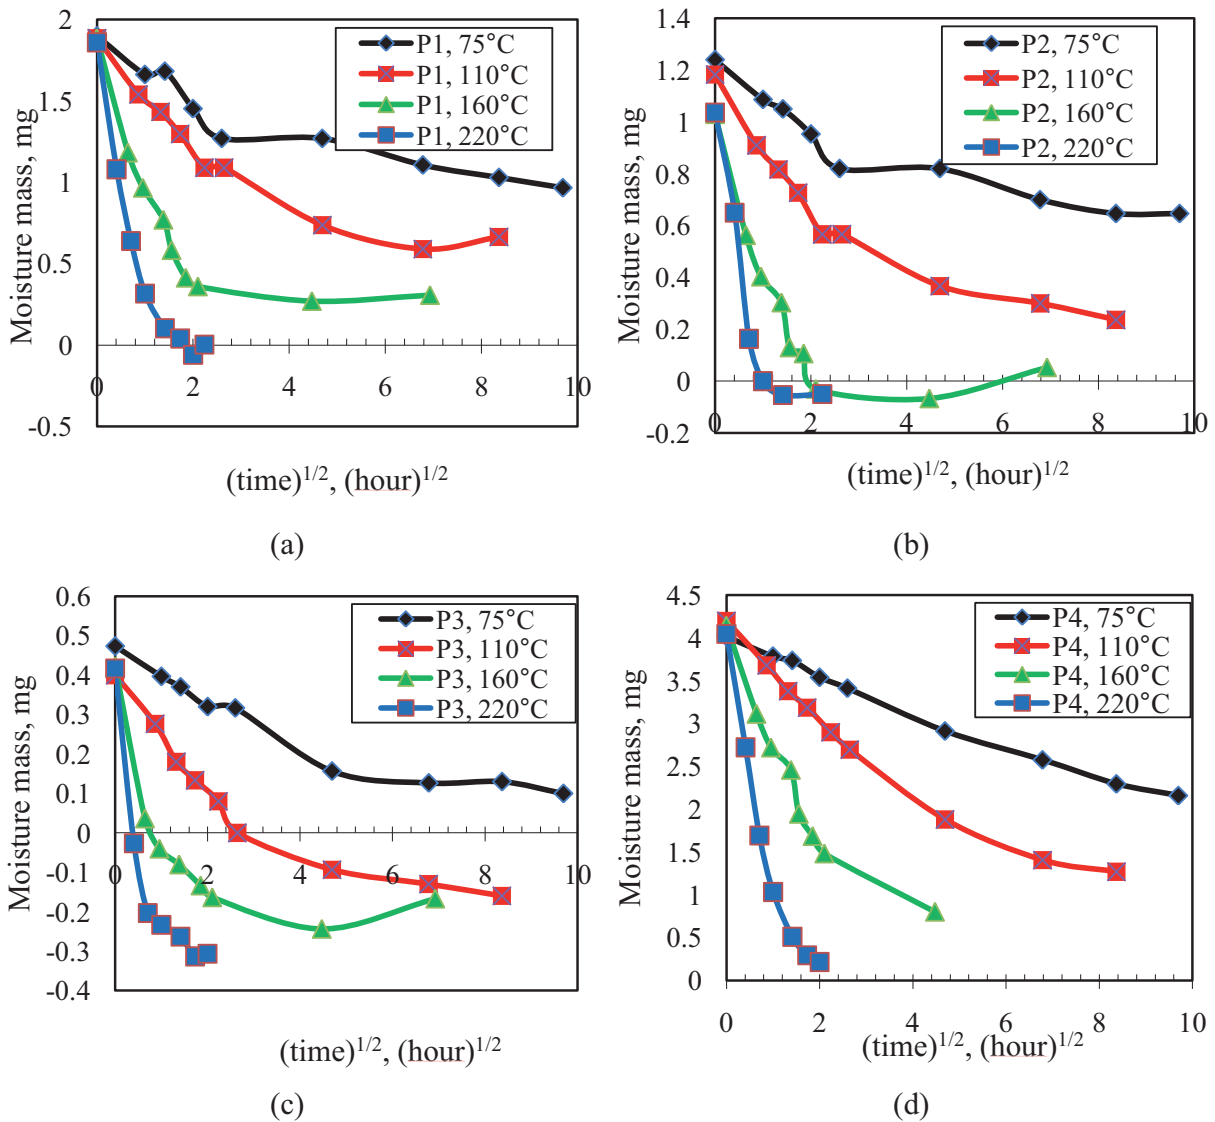 2
1.5
1
0.5
0
-0.5
Moisture mass, mg
P1, 75°C
P1, 110°C
P1, 160°C
P1, 220°C
0 2 4 6 8 10
(time)1/2, (hour)1/2
(a)
1.4
1.2
1
0.8
0.6
0.4
0.2
0
-0.2
Moisture mass, mg
P2, 75°C
P2, 110°C
P2, 160°C
P2, 220°C
0 2 4 6 8 10
(time)1/2, (hour)1/2
(b)
0.6
0.5
0.4
0.3
0.2
0.1
0
-0.1
-0.2
-0.3
-0.4
Moisture mass, mg
P3, 75°C
P3, 110°C
P3, 160°C
P3, 220°C
0 2 4 6 8 10
(time)1/2, (hour)1/2
(c)
4.5
4
3.5
3
2.5
2
1.5
1
0.5
0
Moisture mass, mg
P4, 75°C
P4, 110°C
P4, 160°C
P4, 220°C
0 2 4 6 8 10
(time)1/2, (hour)1/2
(d)